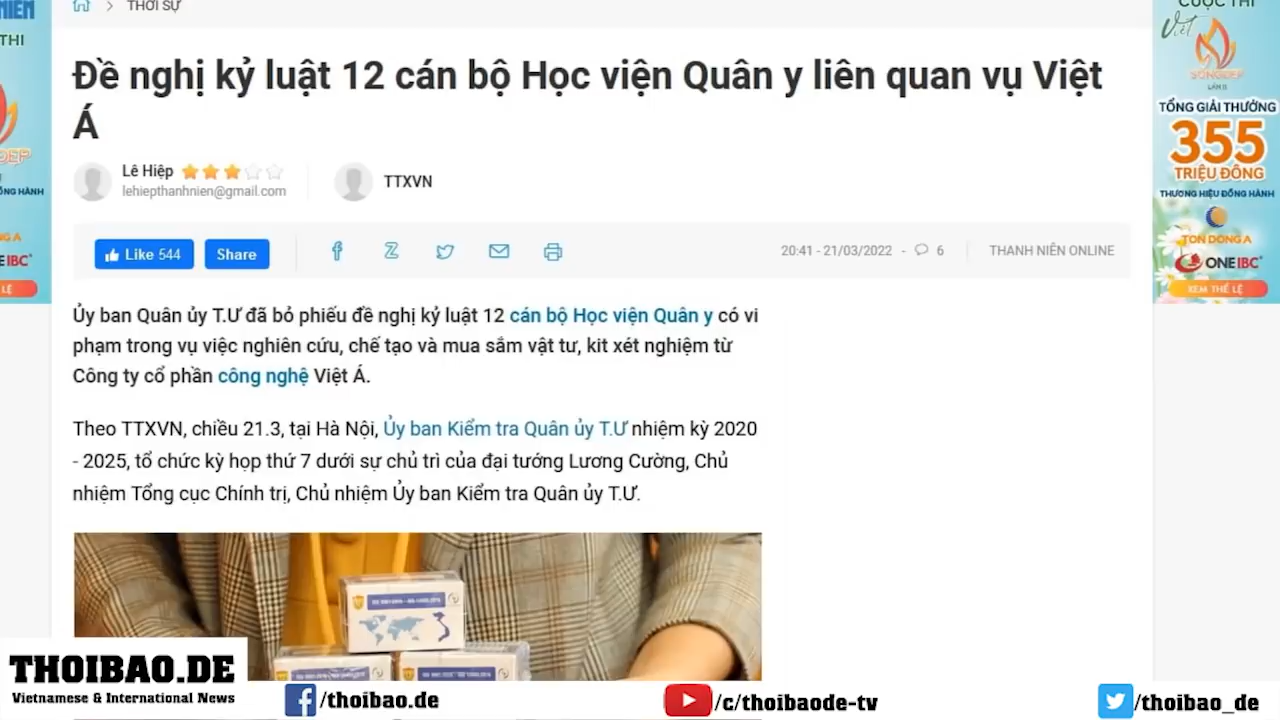 THỜI SỰ
THI
Đề nghị kỷ luật 12 cán bộ Học viện Quân y liên quan vụ Việt
Á
Lê Hiệp
lehiepthanhnien@gmail.com
TTXVN
Like 544
Share
20:41 - 21/03/2022 - 6
THANH NIÊN ONLINE
Ủy ban Quân ủy T.Ư đã bỏ phiếu đề nghị kỷ luật 12 cán bộ Học viện Quân y có vi
phạm trong vụ việc nghiên cứu, chế tạo và mua sắm vật tư, kit xét nghiệm từ
Công ty cổ phần công nghệ Việt Á.
Theo TTXVN, chiều 21.3, tại Hà Nội, Ủy ban Kiểm tra Quân ủy T.Ư nhiệm kỳ 2020
- 2025, tổ chức kỳ họp thứ 7 dưới sự chủ trì của đại tướng Lương Cường, Chủ
nhiệm Tổng cục Chính trị, Chủ nhiệm Ủy ban Kiểm tra Quân ủy T.Ư.
CUỘC THI
Việt
TỔNG GIẢI THƯỞNG
355
TRIỆU ĐỒNG
THƯƠNG HIỆU ĐỒNG HÀNH
TON DONG A
ONE IBC
XEM THỂ LỆ
THOIBAO.DE
Vietnamese & International News
/thoibao.de
/c/thoibaode-tv
/thoibao_de